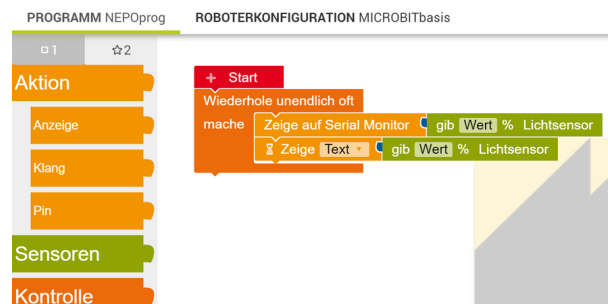 PROGRAMM NEPOprog ROBOTERKONFIGURATION MICROBITbasis
1 2
Aktion
Anzeige
Klang
Pin
Sensoren
Kontrolle
+ Start
Wiederhole unendlich oft
mache Zeige auf Serial Monitor gib Wert % Lichtsensor
Zeige Text gib Wert % Lichtsensor